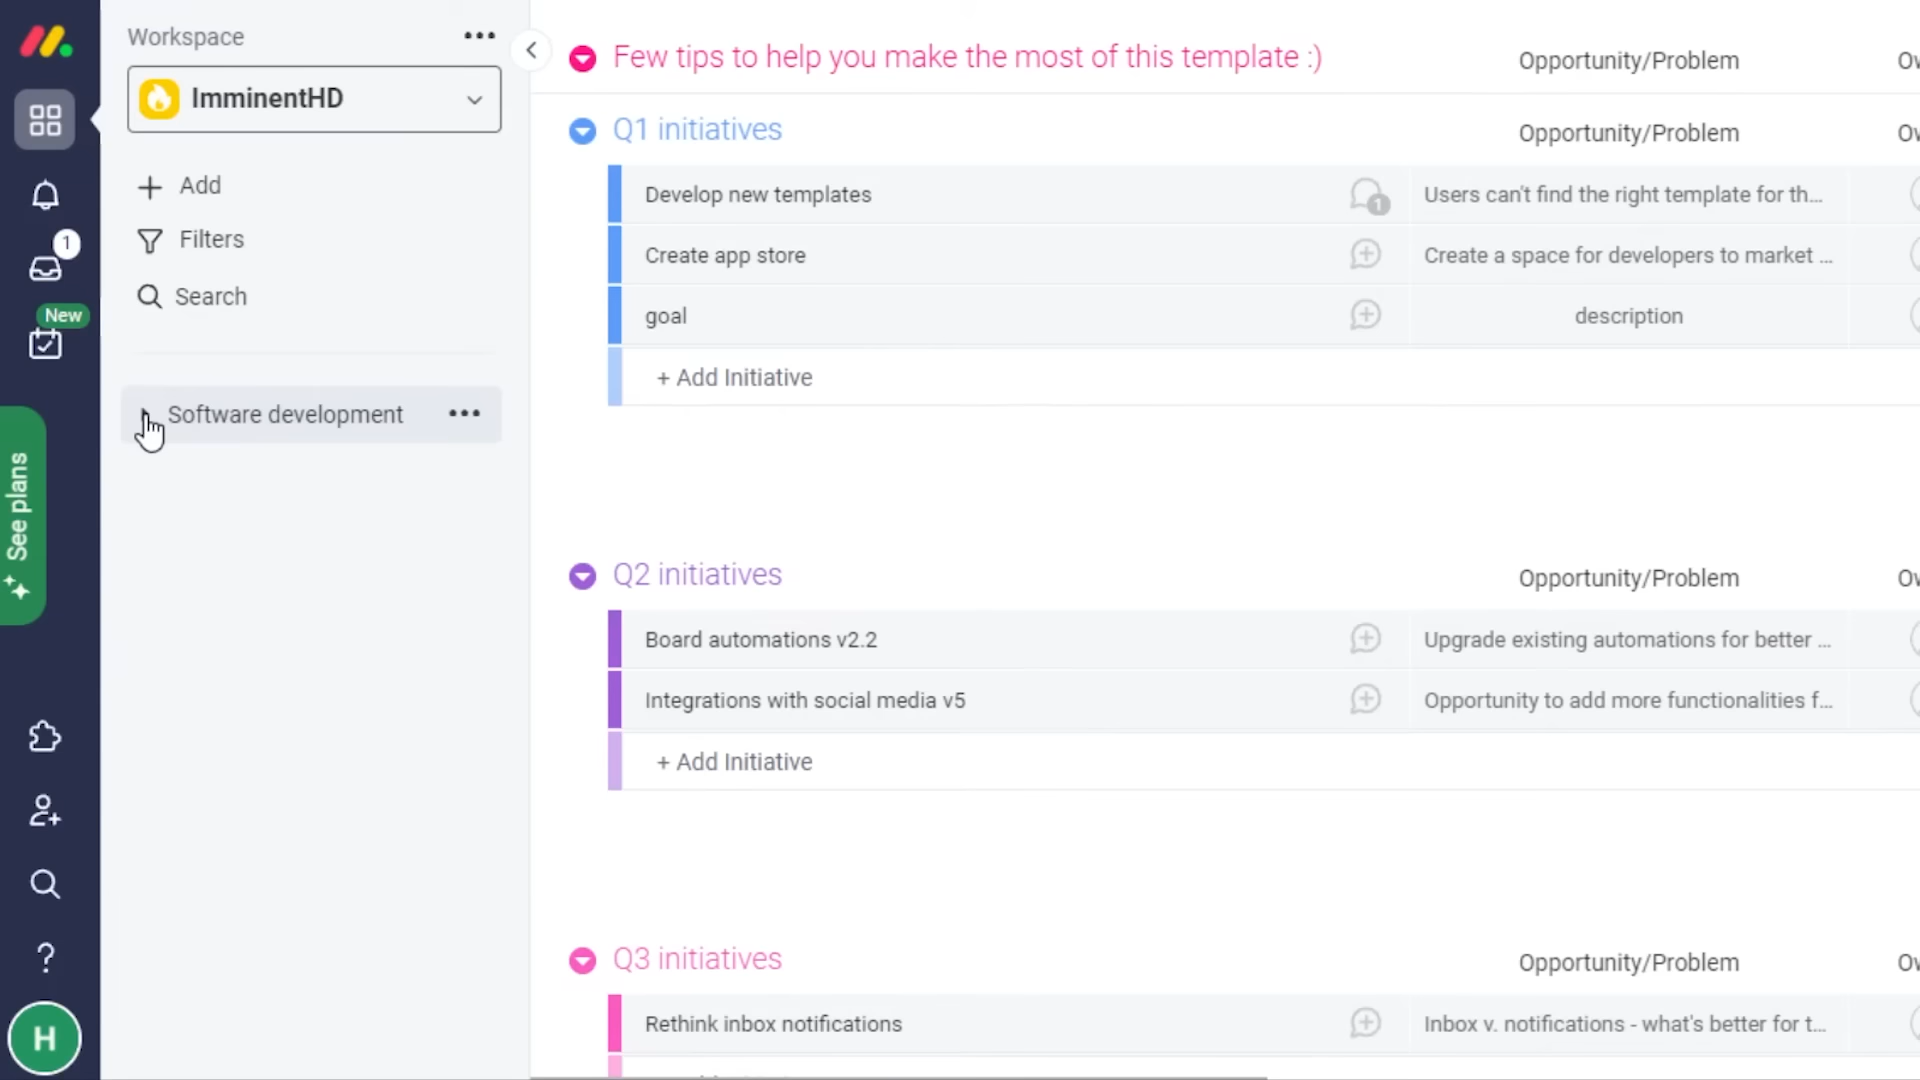 Workspace
ImminentHD
Add
Filters
1
Search
New
Software development
See plans
H
Few tips to help you make the most of this template :)
Opportunity/Problem
Q1 initiatives
Opportunity/Problem
Develop new templates
1
Users can't find the right template for th...
Create app store
Create a space for developers to market ...
goal
description
+ Add Initiative
Q2 initiatives
Opportunity/Problem
Board automations v2.2
Upgrade existing automations for better ...
Integrations with social media v5
Opportunity to add more functionalities f...
+ Add Initiative
Q3 initiatives
Opportunity/Problem
Rethink inbox notifications
Inbox v. notifications - what's better for t...